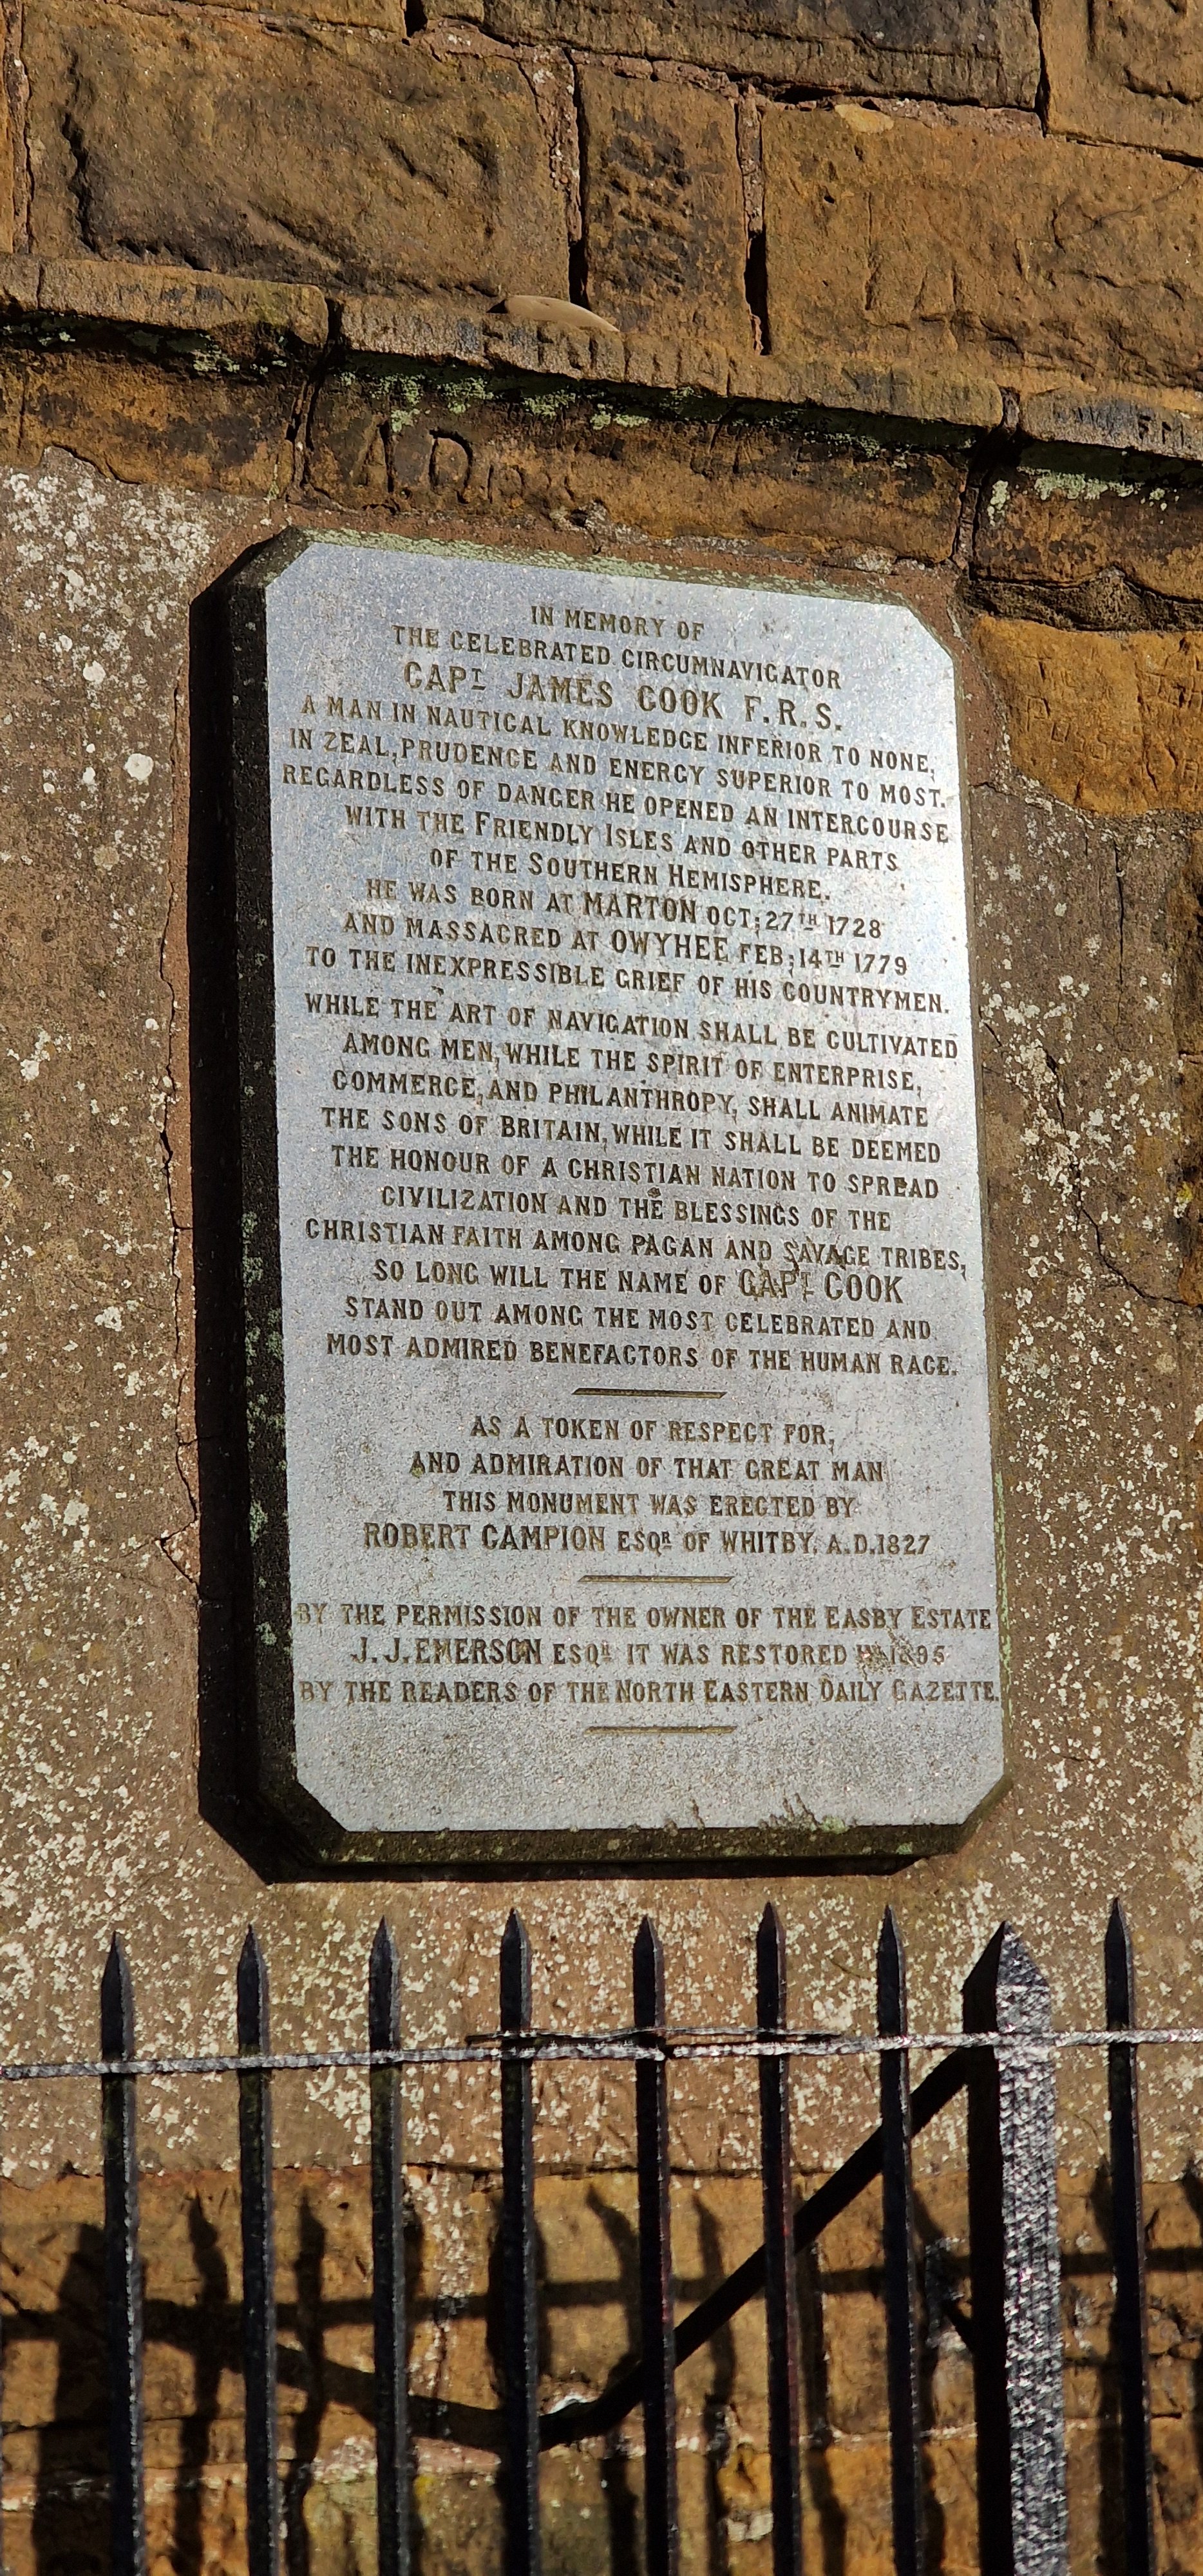 A.D.
F M
IN MEMORY OF
THE CELEBRATED CIRCUMNAVIGATOR
CAPT JAMES COOK F.R.S.
A MAN IN NAUTICAL KNOWLEDGE INFERIOR TO NONE,
IN ZEAL, PRUDENCE AND ENERGY SUPERIOR TO MOST.
REGARDLESS OF DANGER HE OPENED AN INTERCOURSE
WITH THE FRIENDLY ISLES AND OTHER PARTS
OF THE SOUTHERN HEMISPHERE.
HE WAS BORN AT MARTON OCT; 27TH 1728
AND MASSACRED AT OWYHEE FEB; 14TH 1779
TO THE INEXPRESSIBLE GRIEF OF HIS COUNTRYMEN.
WHILE THE ART OF NAVIGATION SHALL BE CULTIVATED
AMONG MEN, WHILE THE SPIRIT OF ENTERPRISE,
COMMERCE, AND PHILANTHROPY, SHALL ANIMATE
THE SONS OF BRITAIN, WHILE IT SHALL BE DEEMED
THE HONOUR OF A CHRISTIAN NATION TO SPREAD
CIVILIZATION AND THE BLESSINGS OF THE
CHRISTIAN FAITH AMONG PAGAN AND SAVAGE TRIBES,
SO LONG WILL THE NAME OF CAPT COOK
STAND OUT AMONG THE MOST CELEBRATED AND
MOST ADMIRED BENEFACTORS OF THE HUMAN RACE.
AS A TOKEN OF RESPECT FOR,
AND ADMIRATION OF THAT GREAT MAN
THIS MONUMENT WAS ERECTED BY
ROBERT CAMPION ESQR OF WHITBY, A.D. 1827
BY THE PERMISSION OF THE OWNER OF THE EASBY ESTATE
J. J. EMERSON ESQR IT WAS RESTORED IN 1895
BY THE READERS OF THE NORTH EASTERN DAILY GAZETTE.